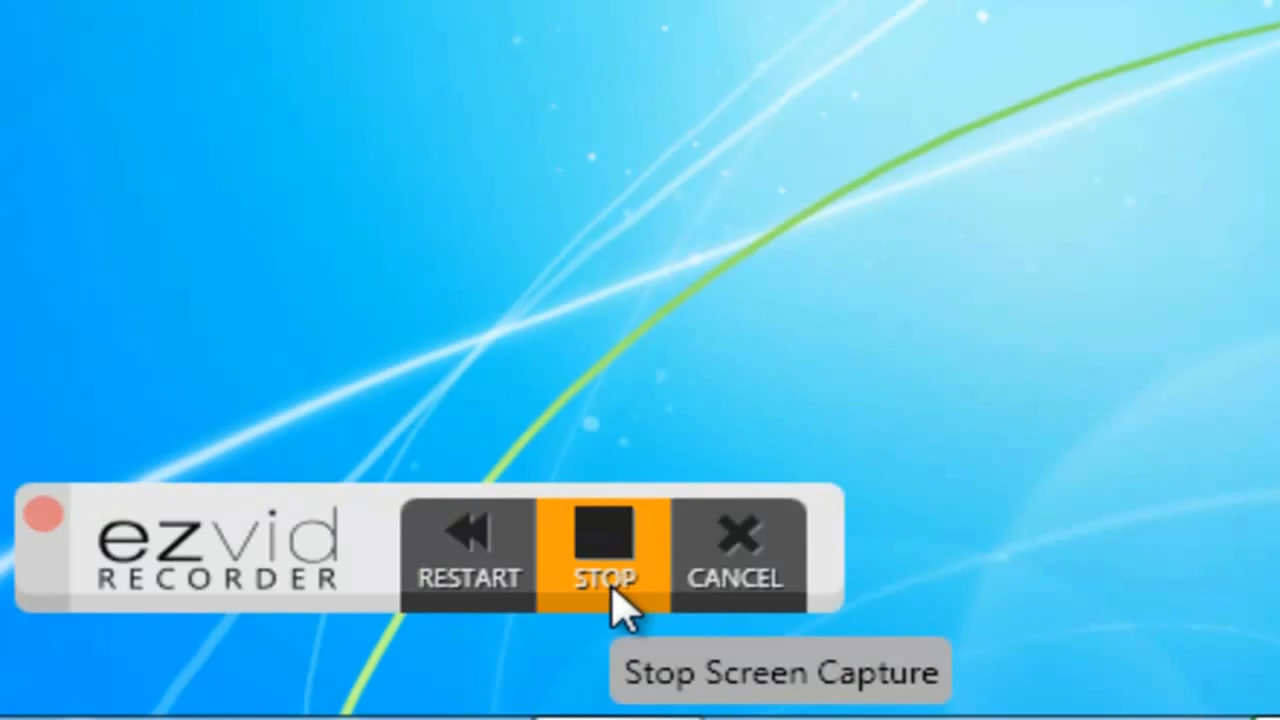 ezvid
RECORDER
RESTART
STOP
CANCEL
Stop Screen Capture